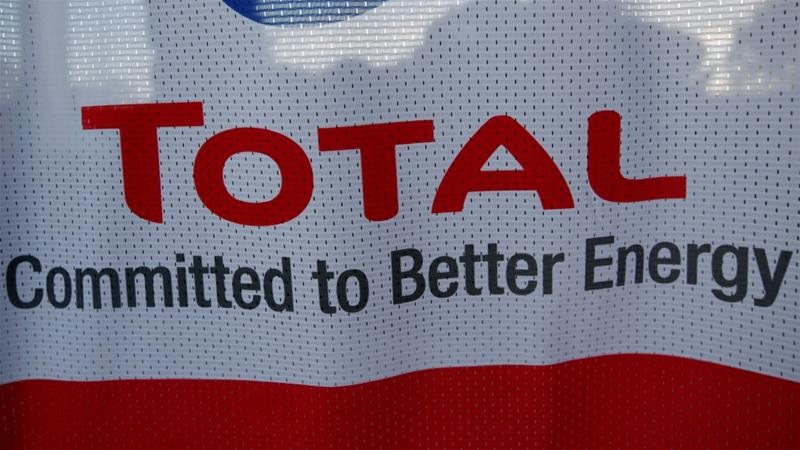 TOTAL
Committed to Better Energy